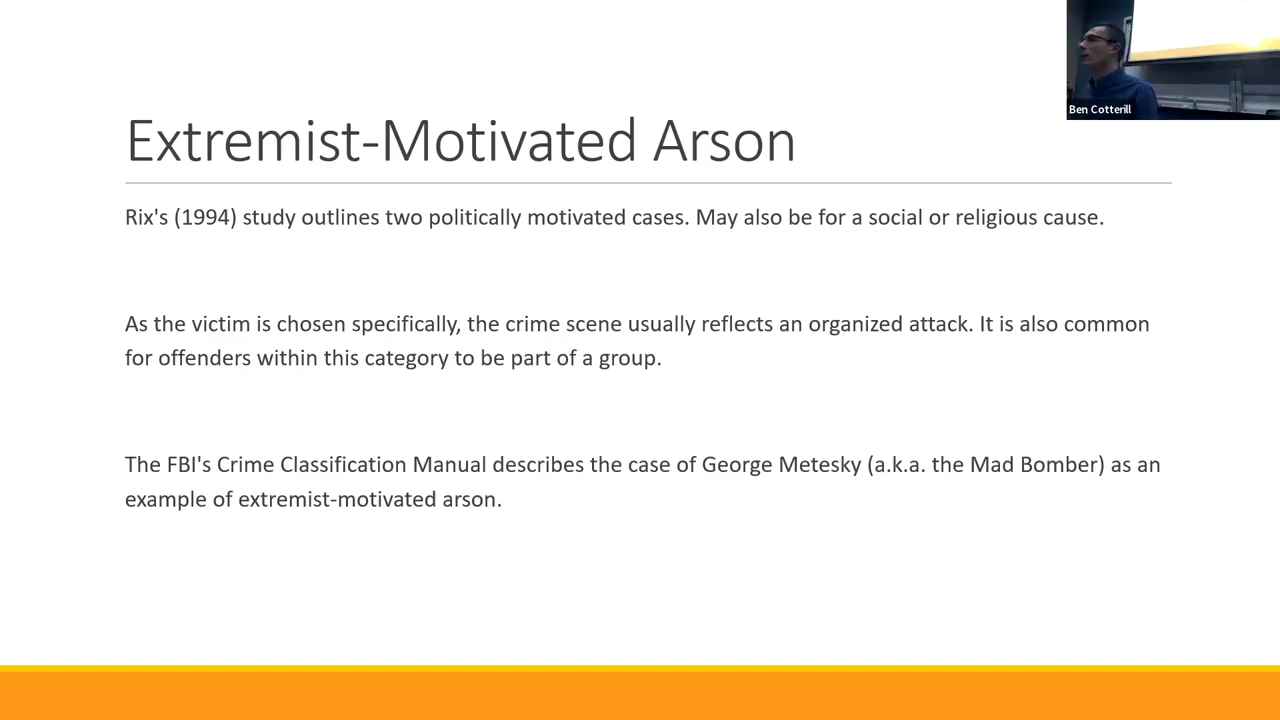 Ben Cotterill
Extremist-Motivated Arson
Rix's (1994) study outlines two politically motivated cases. May also be for a social or religious cause.
As the victim is chosen specifically, the crime scene usually reflects an organized attack. It is also common
for offenders within this category to be part of a group.
The FBI's Crime Classification Manual describes the case of George Metesky (a.k.a. the Mad Bomber) as an
example of extremist-motivated arson.